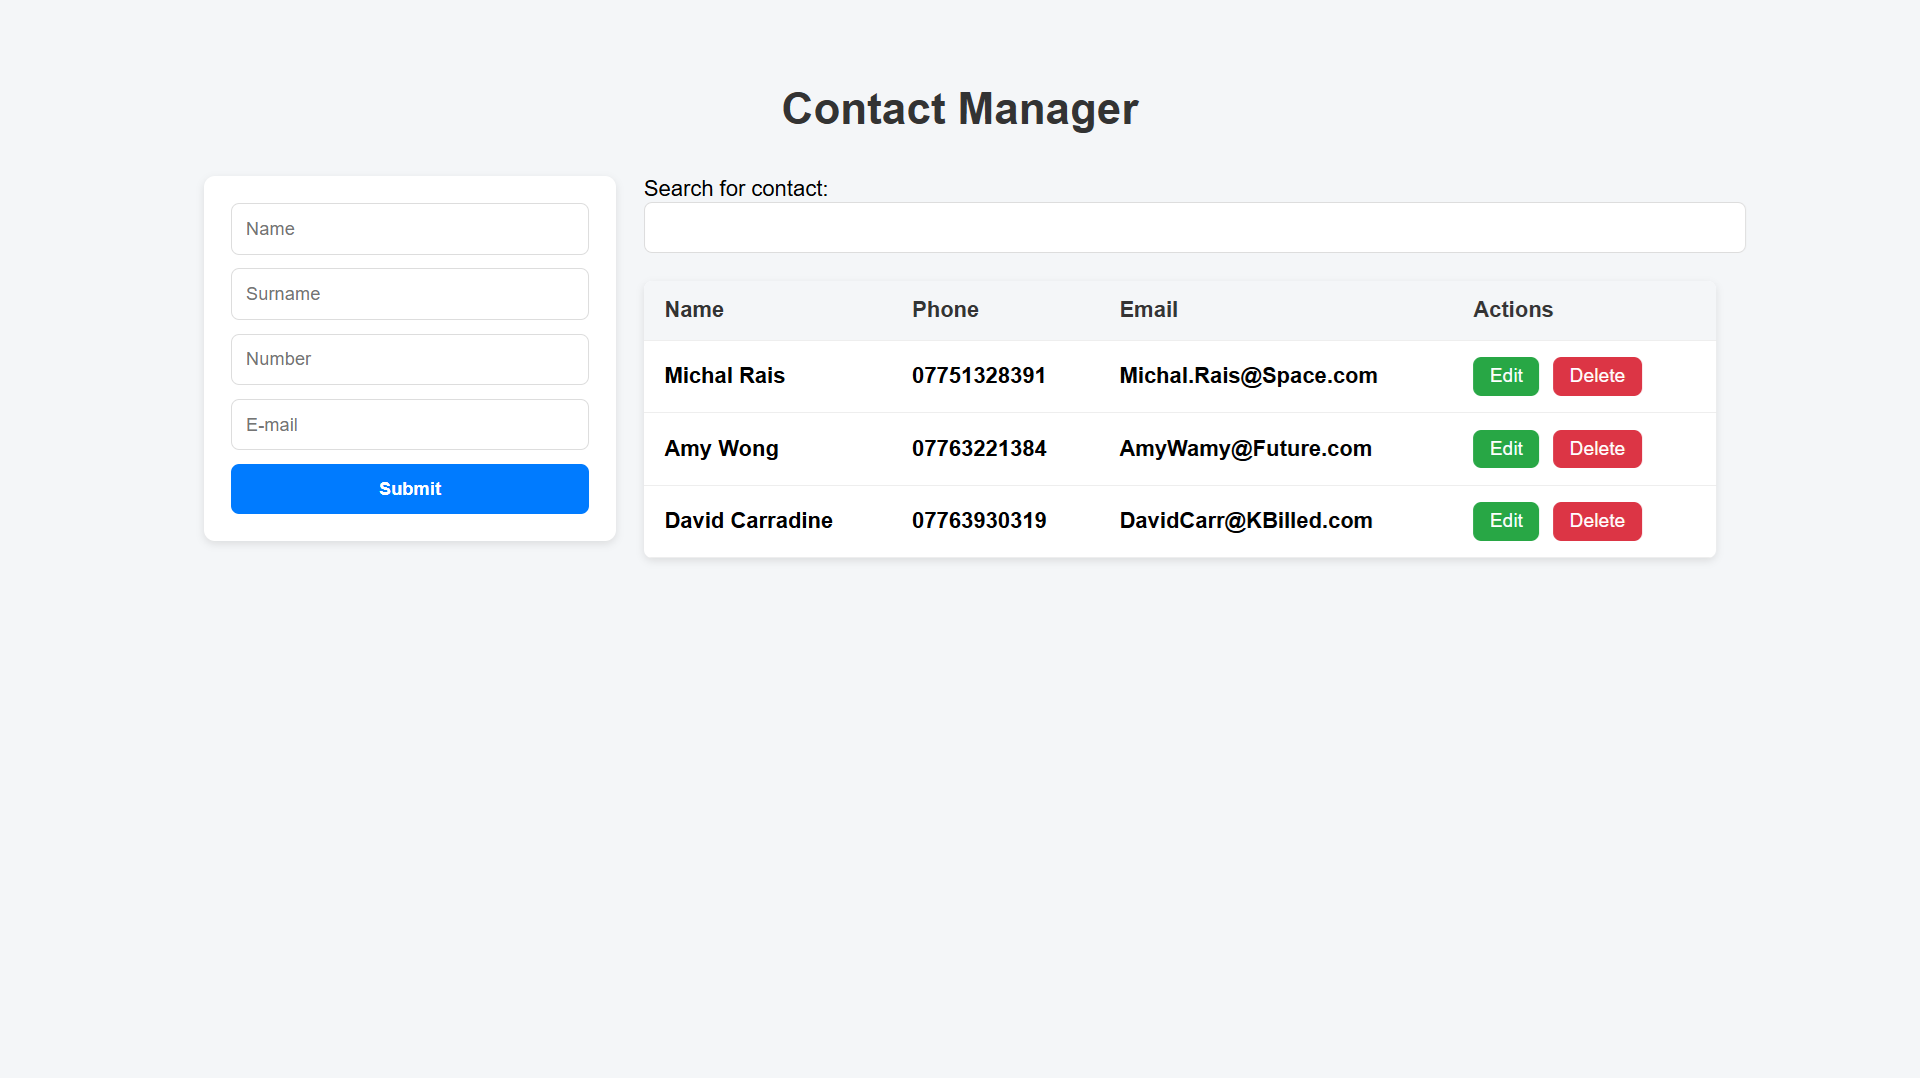 Contact Manager
Name
Surname
Number
E-mail
Submit
Search for contact:
Name Phone Email Actions
Michal Rais 07751328391 Michal.Rais@Space.com Edit Delete
Amy Wong 07763221384 AmyWamy@Future.com Edit Delete
David Carradine 07763930319 DavidCarr@KBilled.com Edit Delete